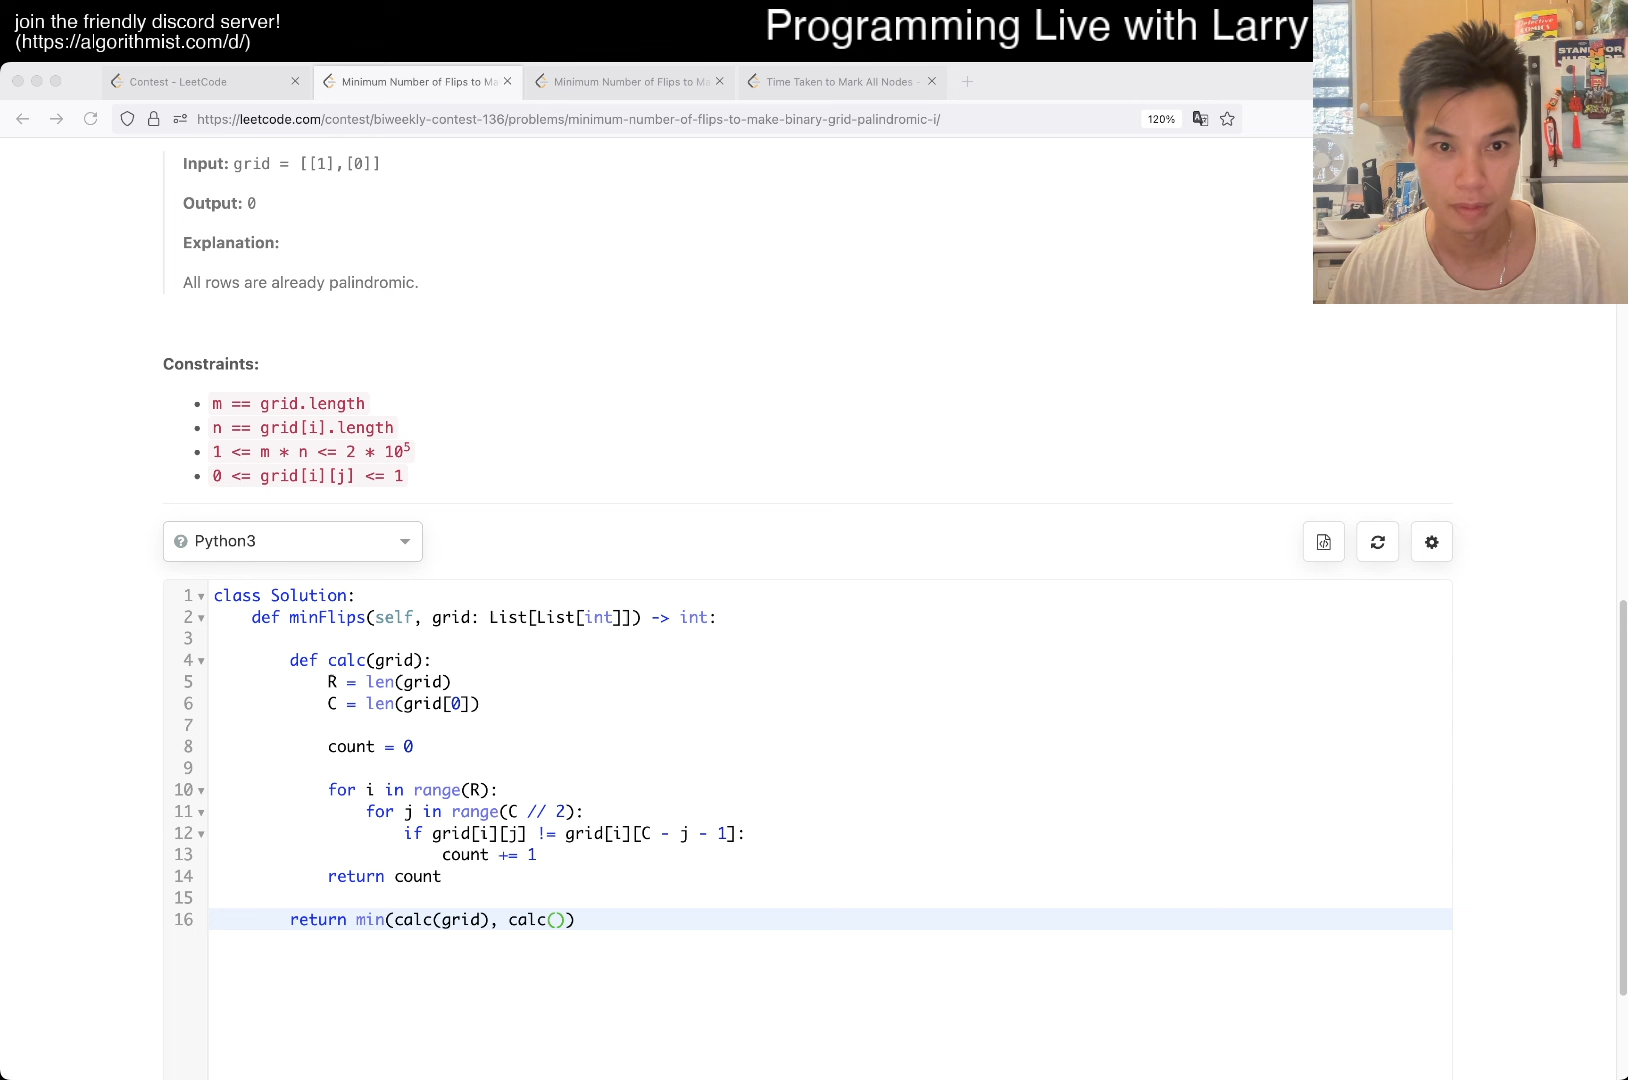 join the friendly discord server!
(https://algorithmist.com/d/)
Programming Live with Larry
Contest - LeetCode
Minimum Number of Flips to Ma
Minimum Number of Flips to Ma
Time Taken to Mark All Nodes -
https://leetcode.com/contest/biweekly-contest-136/problems/minimum-number-of-flips-to-make-binary-grid-palindromic-i/
120%
Input: grid = [[1],[0]]
Output: 0
Explanation:
All rows are already palindromic.
Constraints:
m == grid.length
n == grid[i].length
1 <= m * n <= 2 * 10⁵
0 <= grid[i][j] <= 1
Python3
1 class Solution:
2 def minFlips(self, grid: List[List[int]]) -> int:
3
4 def calc(grid):
5 R = len(grid)
6 C = len(grid[0])
7
8 count = 0
9
10 for i in range(R):
11 for j in range(C // 2):
12 if grid[i][j] != grid[i][C - j - 1]:
13 count += 1
14 return count
15
16 return min(calc(grid), calc())